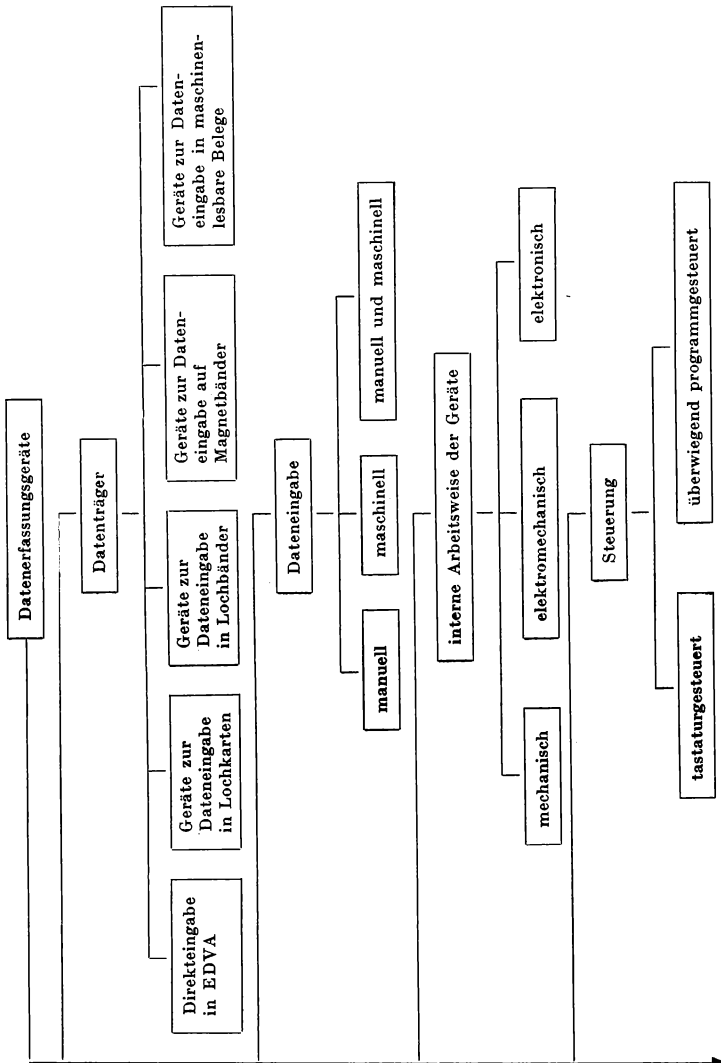 Datenerfassungsgeräte
Datenträger
Direkteingabe
in EDVA
Geräte zur
Dateneingabe
in Lochkarten
Geräte zur
Dateneingabe
in Lochbänder
Geräte zur Daten-
eingabe auf
Magnetbänder
Geräte zur Daten-
eingabe in maschinen-
lesbare Belege
Dateneingabe
manuell
maschinell
manuell und maschinell
interne Arbeitsweise der Geräte
mechanisch
elektromechanisch
elektronisch
Steuerung
tastaturgesteuert
überwiegend programmgesteuert